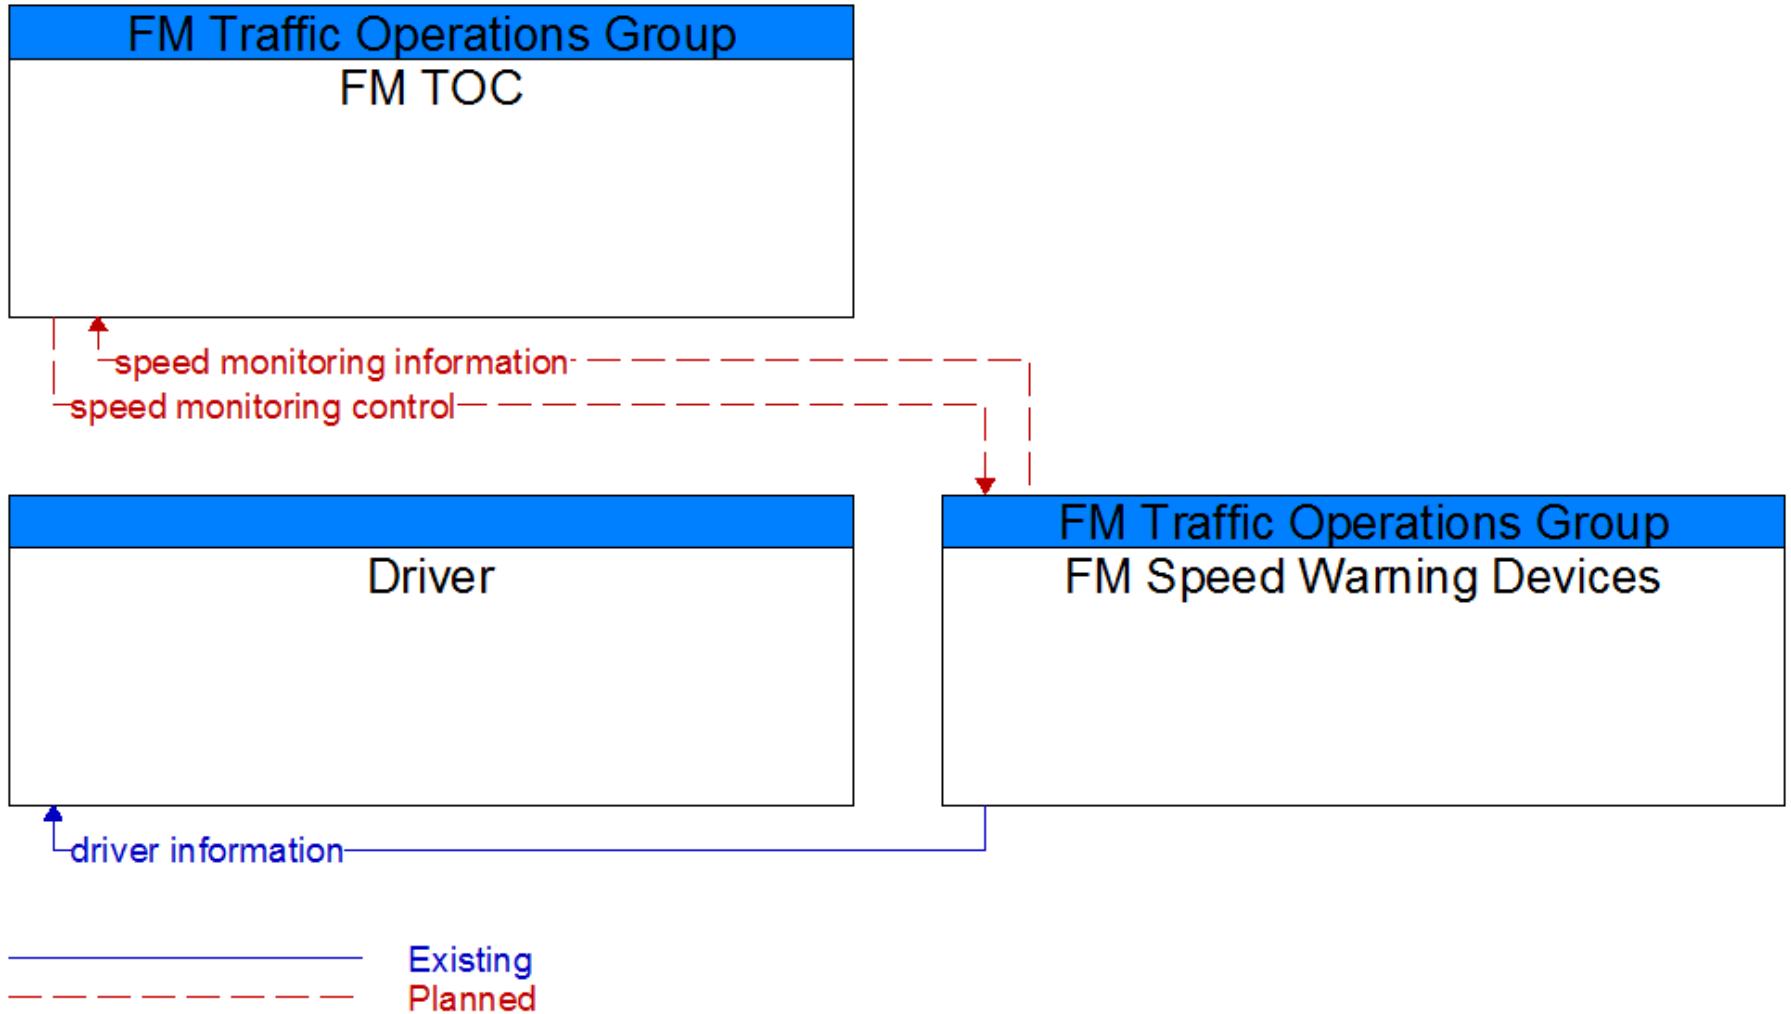 FM Traffic Operations Group
FM TOC
speed monitoring information
speed monitoring control
Driver
FM Traffic Operations Group
FM Speed Warning Devices
driver information
Existing
Planned